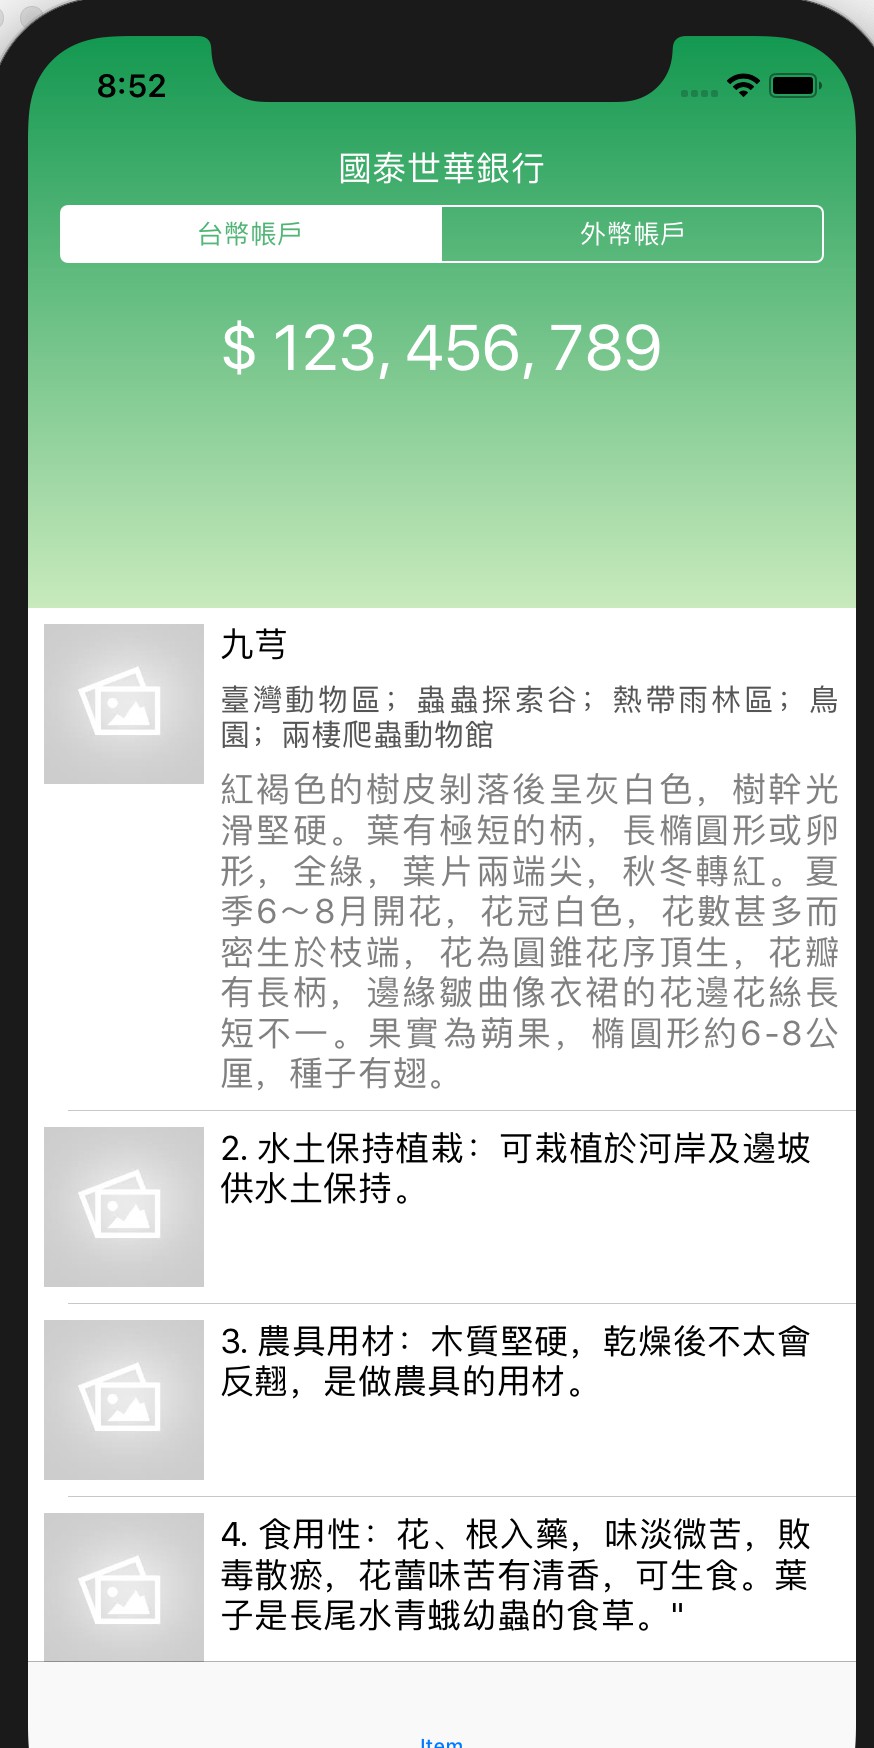 8:52
國泰世華銀行
台幣帳戶
外幣帳戶
$ 123, 456, 789
九芎
臺灣動物區；蟲蟲探索谷；熱帶雨林區；鳥
園；兩棲爬蟲動物館
紅褐色的樹皮剝落後呈灰白色，樹幹光
滑堅硬。葉有極短的柄，長橢圓形或卵
形，全綠，葉片兩端尖，秋冬轉紅。夏
季6～8月開花，花冠白色，花數甚多而
密生於枝端，花為圓錐花序頂生，花瓣
有長柄，邊緣皺曲像衣裙的花邊花絲長
短不一。果實為蒴果，橢圓形約6-8公
厘，種子有翅。
2. 水土保持植栽：可栽植於河岸及邊坡
供水土保持。
3. 農具用材：木質堅硬，乾燥後不太會
反翹，是做農具的用材。
4. 食用性：花、根入藥，味淡微苦，敗
毒散瘀，花蕾味苦有清香，可生食。葉
子是長尾水青蛾幼蟲的食草。"
Item